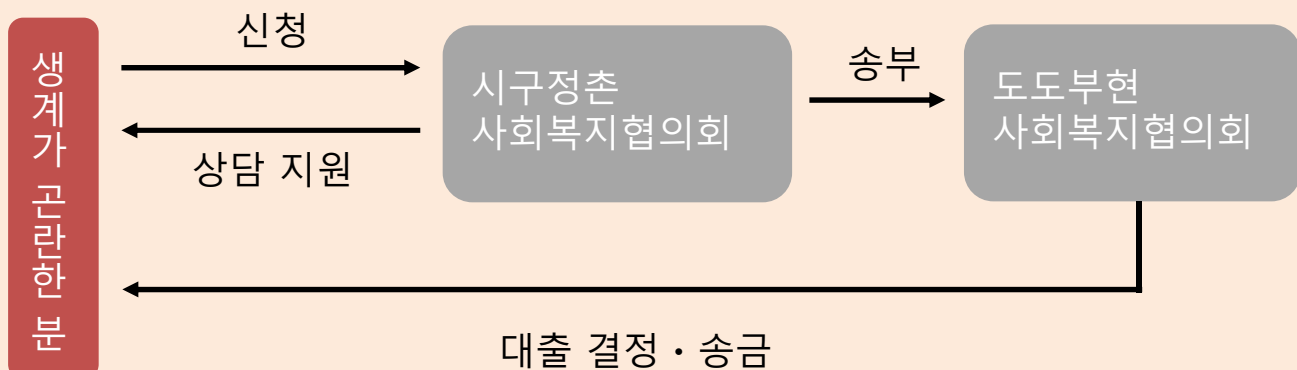 생계가 곤란한 분
신청
상담 지원
시구정촌
사회복지협의회
송부
도도부현
사회복지협의회
대출 결정・송금